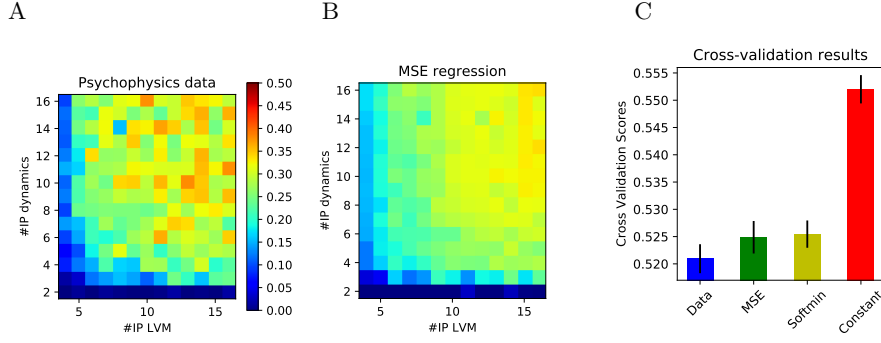 A
B
C
Psychophysics data
#IP dynamics
16
14
12
10
8
6
4
2
5
10
15
#IP LVM
0.50
0.45
0.40
0.35
0.30
0.25
0.20
0.15
0.10
0.05
0.00
MSE regression
#IP dynamics
16
14
12
10
8
6
4
2
5
10
15
#IP LVM
Cross-validation results
Cross Validation Scores
0.555
0.550
0.545
0.540
0.535
0.530
0.525
0.520
Data
MSE
Softmin
Constant